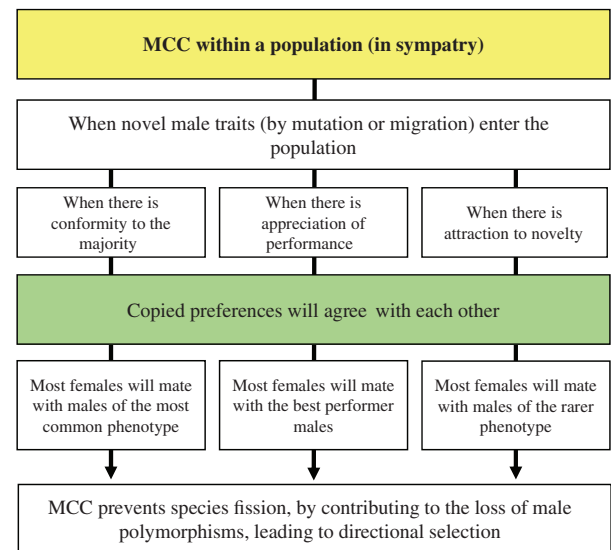 MCC within a population (in sympatry)
When novel male traits (by mutation or migration) enter the
population
When there is
conformity to the
majority
When there is
appreciation of
performance
When there is
attraction to novelty
Copied preferences will agree with each other
Most females will mate
with males of the most
common phenotype
Most females will mate
with the best performer
males
Most females will mate
with males of the rarer
phenotype
MCC prevents species fission, by contributing to the loss of male
polymorphisms, leading to directional selection